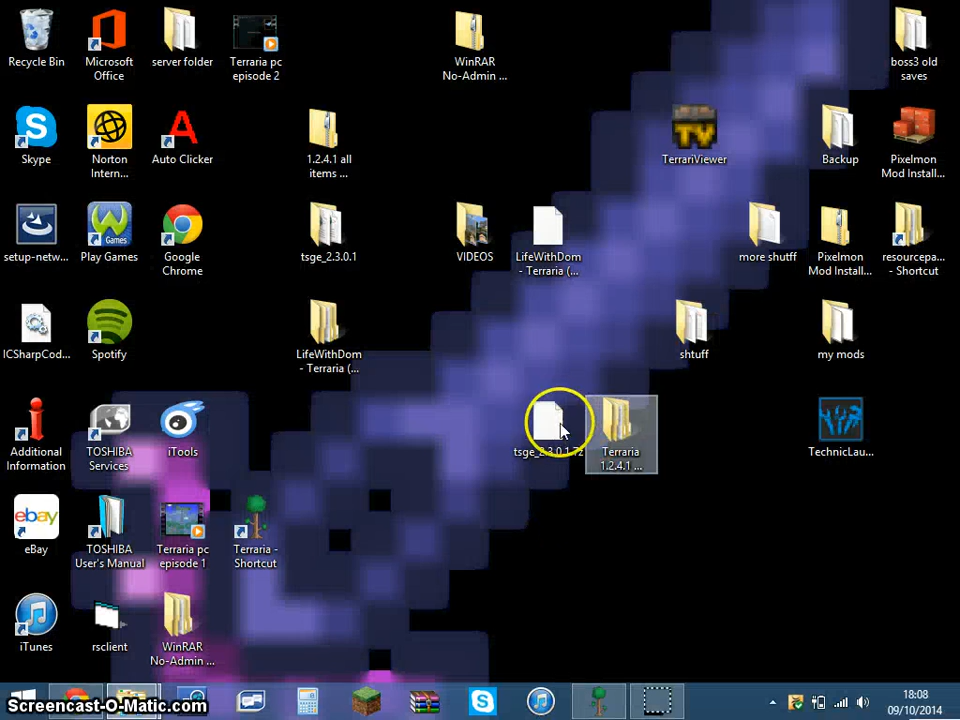 Recycle Bin
Microsoft
Office
server folder
Terraria pc
episode 2
WinRAR
No-Admin ...
boss3 old
saves
Skype
Norton
Intern...
Auto Clicker
1.2.4.1 all
items ...
TerrariViewer
TV
Backup
Pixelmon
Mod Install...
setup-netw...
Play Games
Games
Google
Chrome
tsge_2.3.0.1
VIDEOS
LifeWithDom
- Terraria (...
more shutff
Pixelmon
Mod Install...
resourcepa...
- Shortcut
ICSharpCod...
Spotify
LifeWithDom
- Terraria (...
shtuff
my mods
Additional
Information
TOSHIBA
Services
iTools
tsge_2.3.0.1.7z
Terraria
1.2.4.1 ...
TechnicLau...
ebay
eBay
TOSHIBA
User's Manual
Terraria pc
episode 1
Terraria -
Shortcut
iTunes
rsclient
WinRAR
No-Admin ...
Screencast-O-Matic.com
18:08
09/10/2014